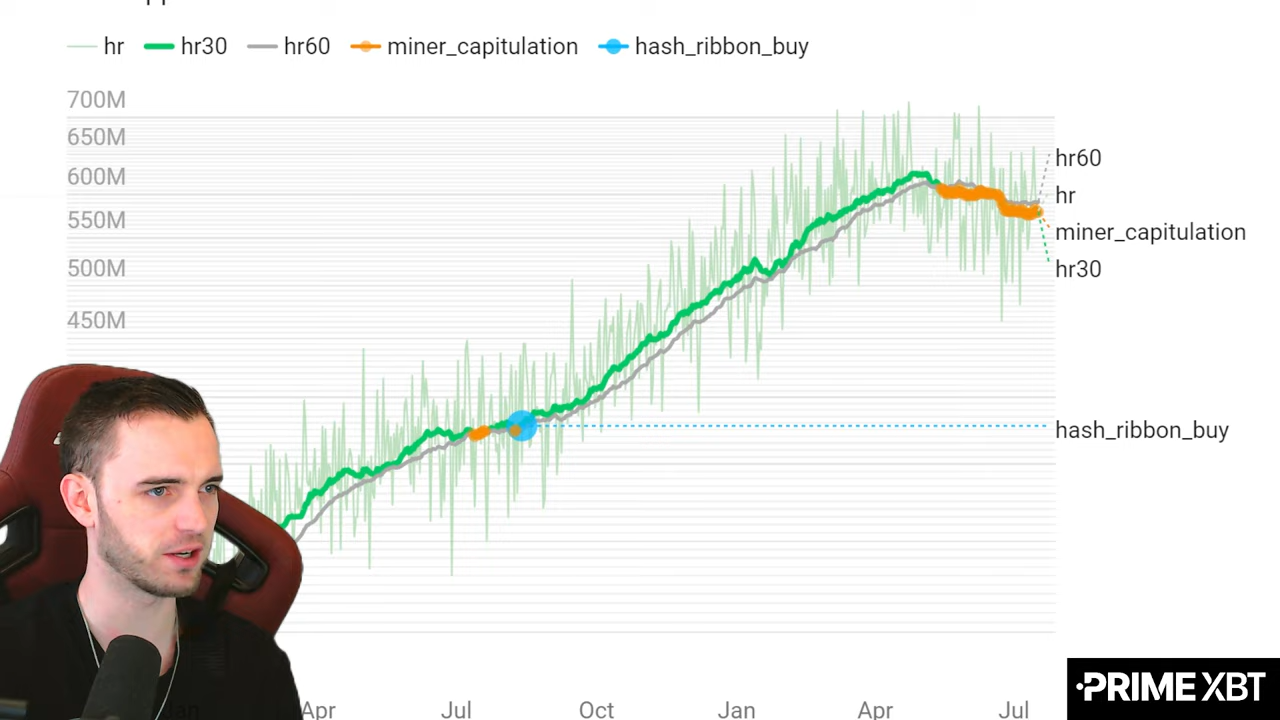 hr hr30 hr60 miner_capitulation hash_ribbon_buy
700M
650M
600M
550M
500M
450M
hr60
hr
miner_capitulation
hr30
hash_ribbon_buy
Apr Jul Oct Jan Apr Jul
PRIME XBT